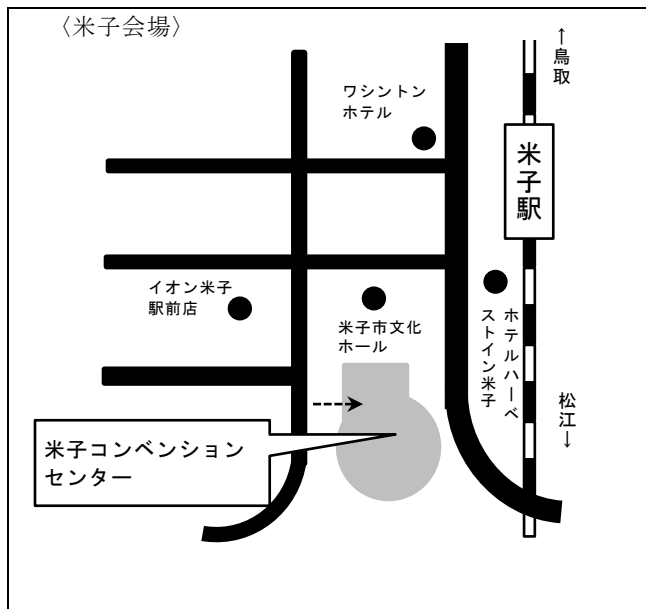 〈米子会場〉
←鳥取
ワシントン
ホテル
米子駅
イオン米子
駅前店
米子市文化
ホール
ホテルハーベ
ストイン米子
松江→
米子コンベンション
センター